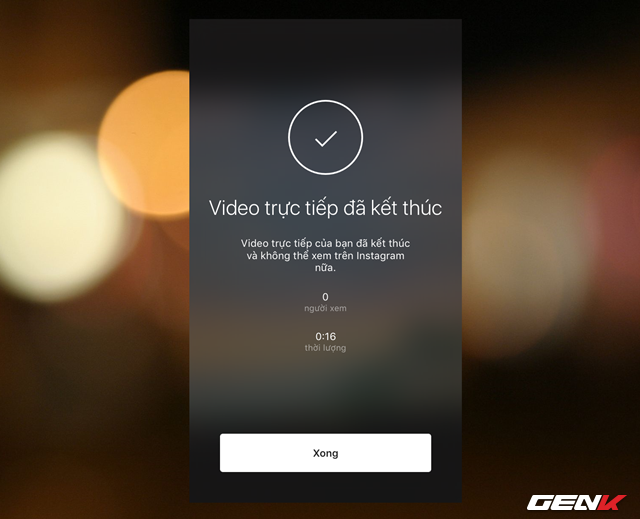 Video trực tiếp đã kết thúc
Video trực tiếp của bạn đã kết thúc
và không thể xem trên Instagram
nữa.
0
người xem
0:16
thời lượng
Xong
GENK